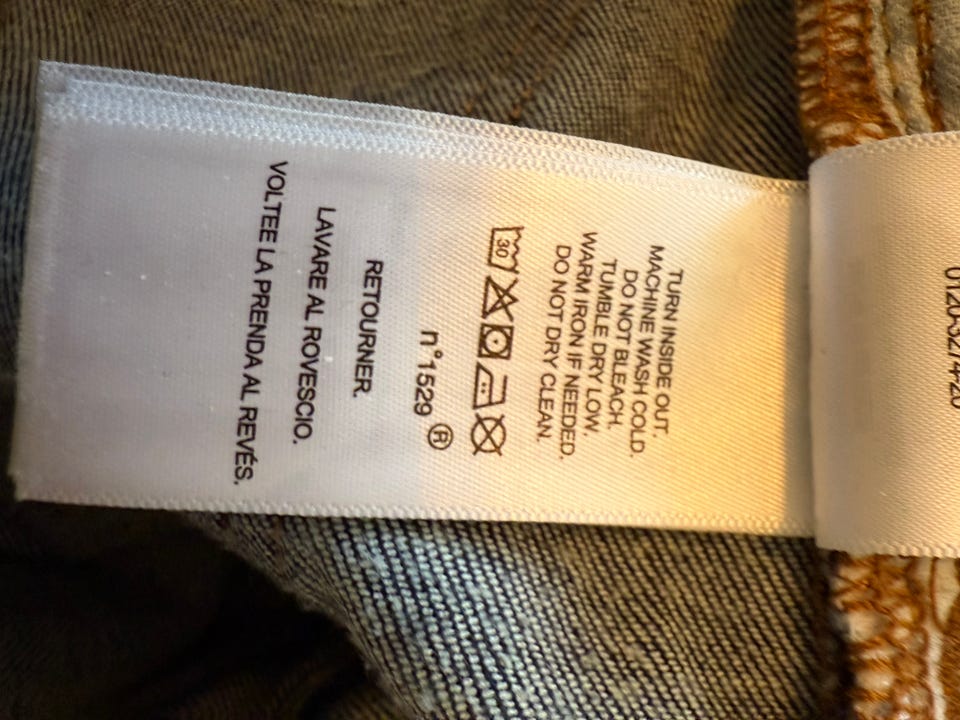 TURN INSIDE OUT.
MACHINE WASH COLD.
DO NOT BLEACH.
TUMBLE DRY LOW.
WARM IRON IF NEEDED.
DO NOT DRY CLEAN.
30
n°1529 ®
RETOURNER.
LAVARE AL ROVESCIO.
VOLTEE LA PRENDA AL REVÉS.